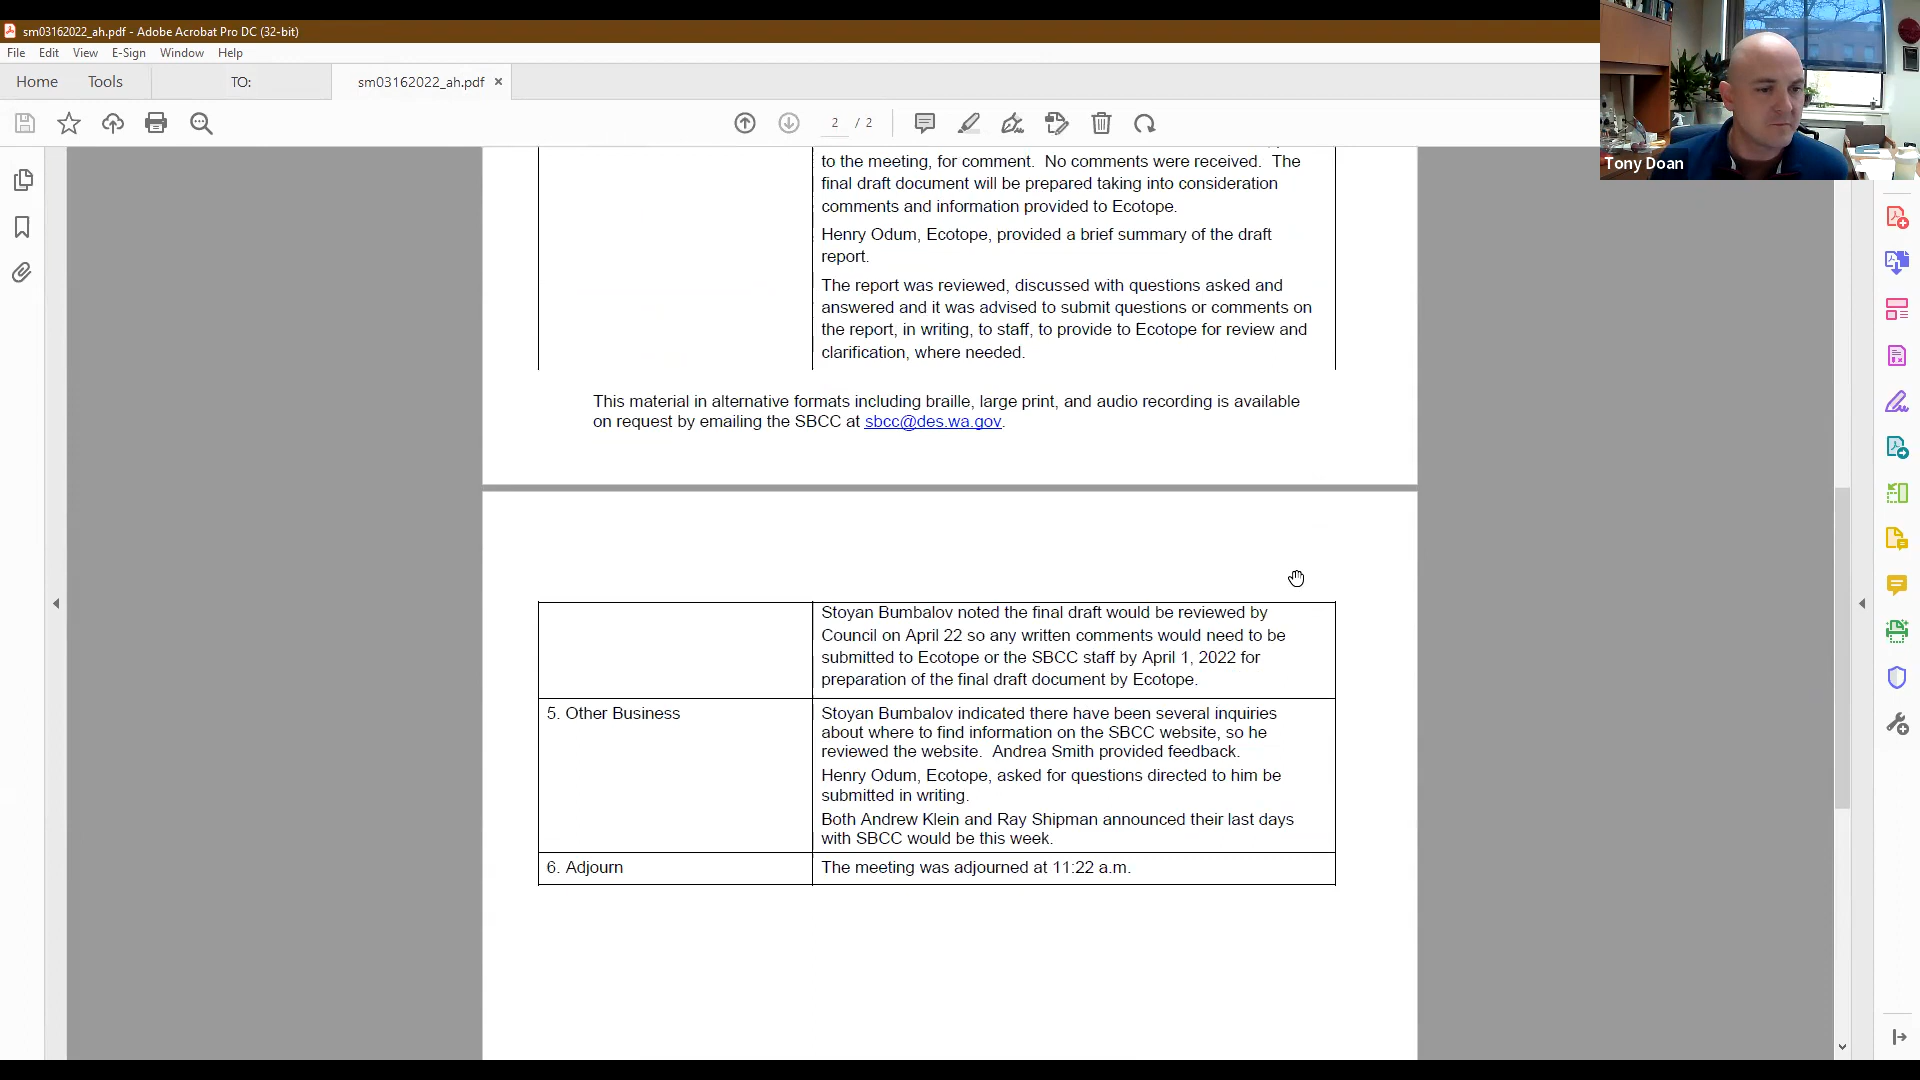 sm03162022_ah.pdf - Adobe Acrobat Pro DC (32-bit)
File Edit View E-Sign Window Help
Home Tools TO: sm03162022_ah.pdf ×
2 / 2
Tony Doan
to the meeting, for comment. No comments were received. The
final draft document will be prepared taking into consideration
comments and information provided to Ecotope.
Henry Odum, Ecotope, provided a brief summary of the draft
report.
The report was reviewed, discussed with questions asked and
answered and it was advised to submit questions or comments on
the report, in writing, to staff, to provide to Ecotope for review and
clarification, where needed.
This material in alternative formats including braille, large print, and audio recording is available
on request by emailing the SBCC at sbcc@des.wa.gov.
Stoyan Bumbalov noted the final draft would be reviewed by
Council on April 22 so any written comments would need to be
submitted to Ecotope or the SBCC staff by April 1, 2022 for
preparation of the final draft document by Ecotope.
5. Other Business
Stoyan Bumbalov indicated there have been several inquiries
about where to find information on the SBCC website, so he
reviewed the website. Andrea Smith provided feedback.
Henry Odum, Ecotope, asked for questions directed to him be
submitted in writing.
Both Andrew Klein and Ray Shipman announced their last days
with SBCC would be this week.
6. Adjourn
The meeting was adjourned at 11:22 a.m.